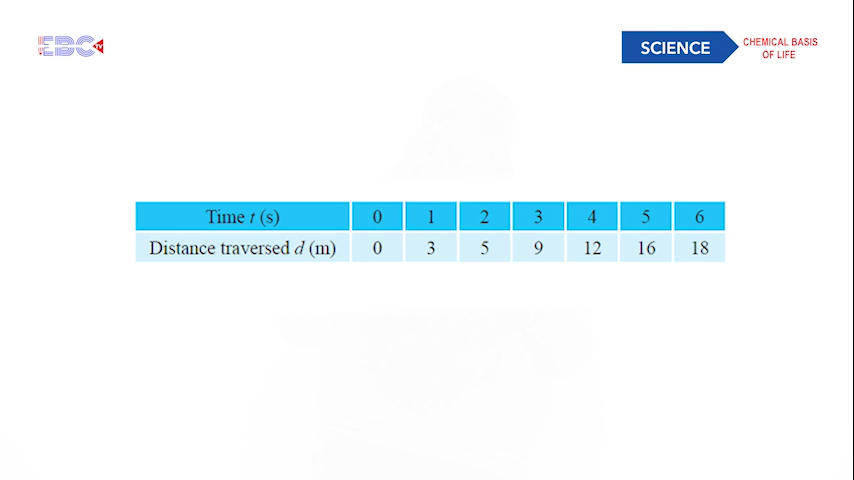 EBC TV
SCIENCE
CHEMICAL BASIS
OF LIFE
Time t (s) 0 1 2 3 4 5 6
Distance traversed d (m) 0 3 5 9 12 16 18